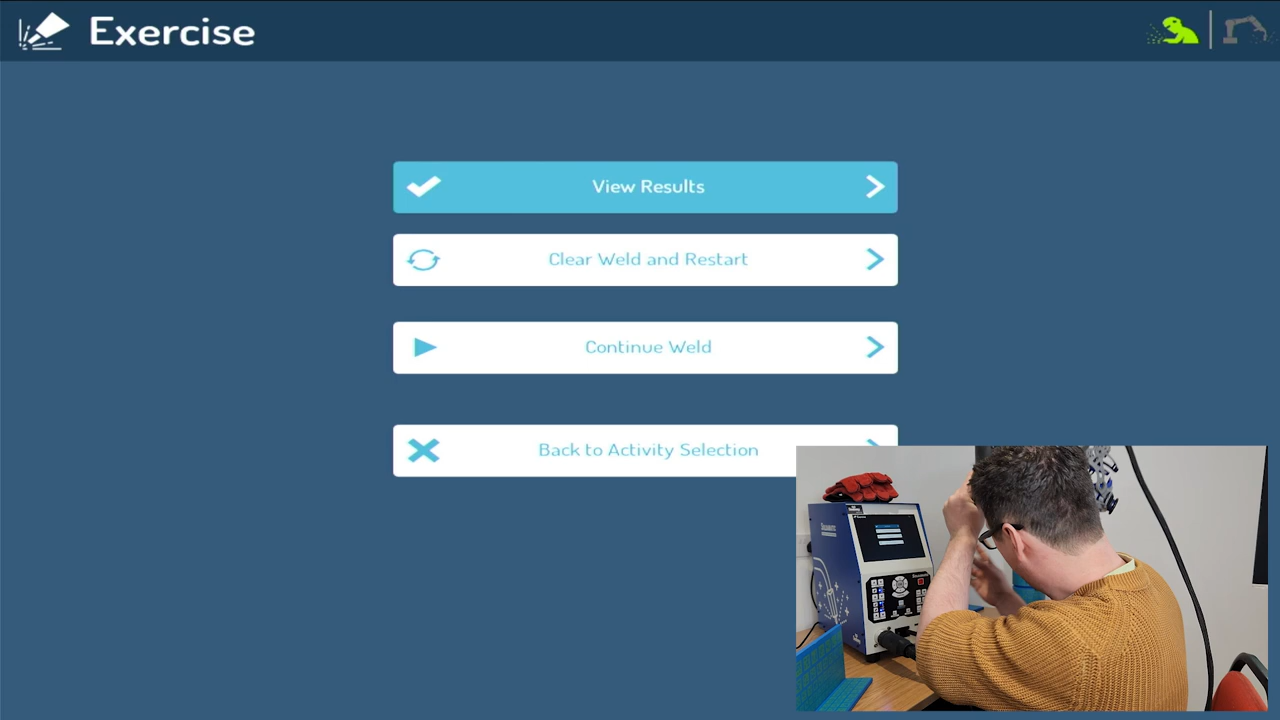 Exercise
View Results
Clear Weld and Restart
Continue Weld
Back to Activity Selection